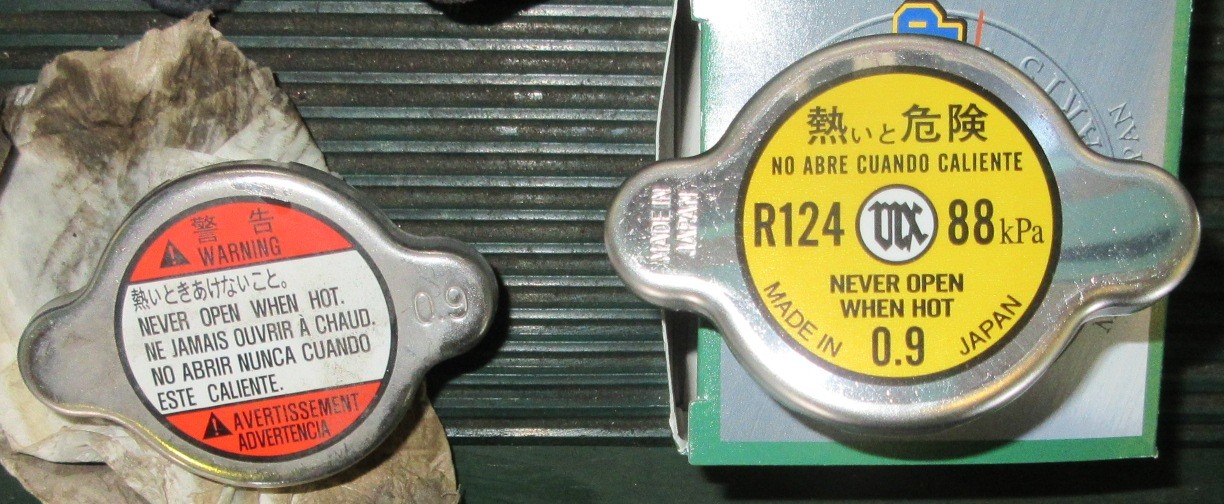 警告
WARNING
熱いときあけないこと。
NEVER OPEN WHEN HOT.
NE JAMAIS OUVRIR À CHAUD.
NO ABRIR NUNCA CUANDO
ESTE CALIENTE.
AVERTISSEMENT
ADVERTENCIA
0.9
熱いと危険
NO ABRE CUANDO CALIENTE
R124 88 kPa
NEVER OPEN
WHEN HOT
0.9
MADE IN JAPAN
MADE IN
JAPAN